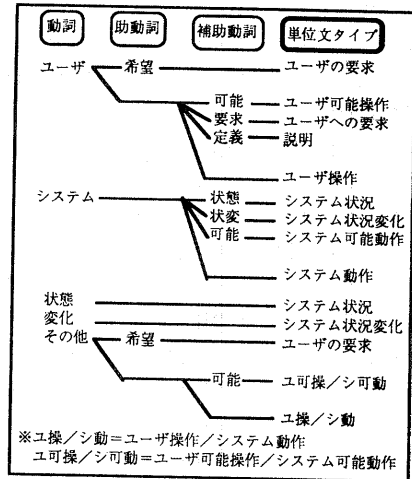 動詞 助動詞 補助動詞 単位文タイプ
ユーザ 希望 ユーザの要求
可能 ユーザ可能操作
要求 ユーザへの要求
定義 説明
ユーザ操作
システム 状態 システム状況
状変 システム状況変化
可能 システム可能動作
システム動作
状態 システム状況
変化 システム状況変化
その他 希望 ユーザの要求
可能 ユ可操/シ可動
ユ操/シ動
※ユ操/シ動=ユーザ操作/システム動作
ユ可操/シ可動=ユーザ可能操作/システム可能動作